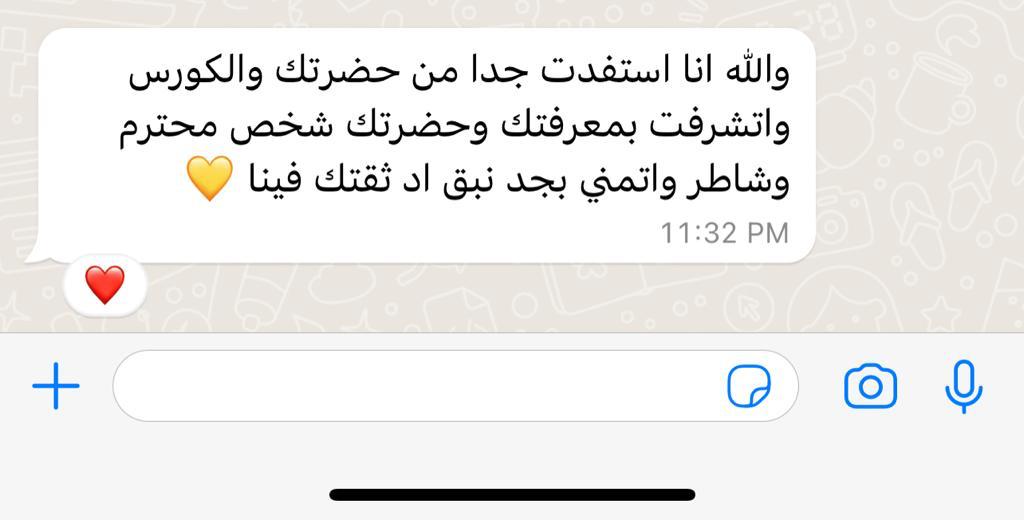 والله انا استفدت جدا من حضرتك والكورس
واتشرفت بمعرفتك وحضرتك شخص محترم
وشاطر واتمني بجد نبق اد ثقتك فينا 💛
11:32 PM
❤️